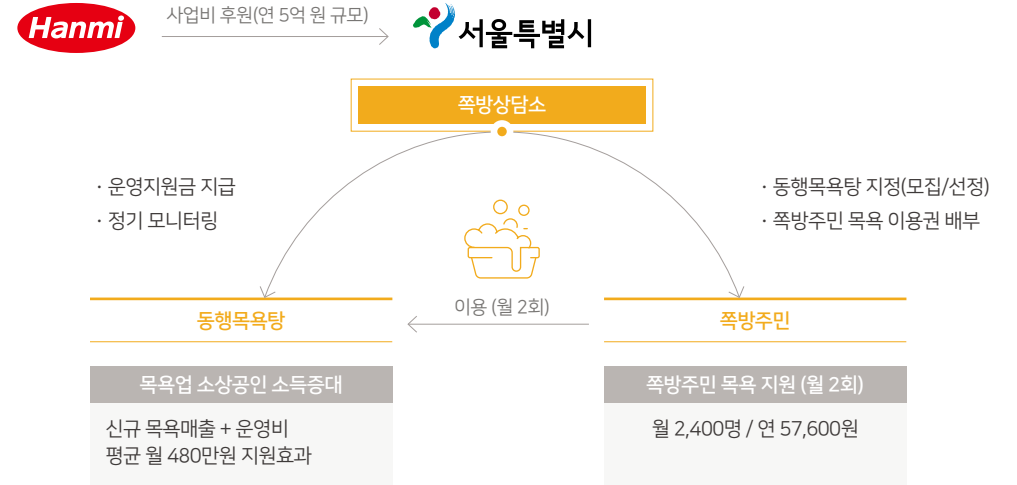 Hanmi
사업비 후원(연 5억 원 규모)
서울특별시
쪽방상담소
· 운영지원금 지급
· 정기 모니터링
· 동행목욕탕 지정(모집/선정)
· 쪽방주민 목욕 이용권 배부
이용 (월 2회)
동행목욕탕
쪽방주민
목욕업 소상공인 소득증대
신규 목욕매출 + 운영비
평균 월 480만원 지원효과
쪽방주민 목욕 지원 (월 2회)
월 2,400명 / 연 57,600원